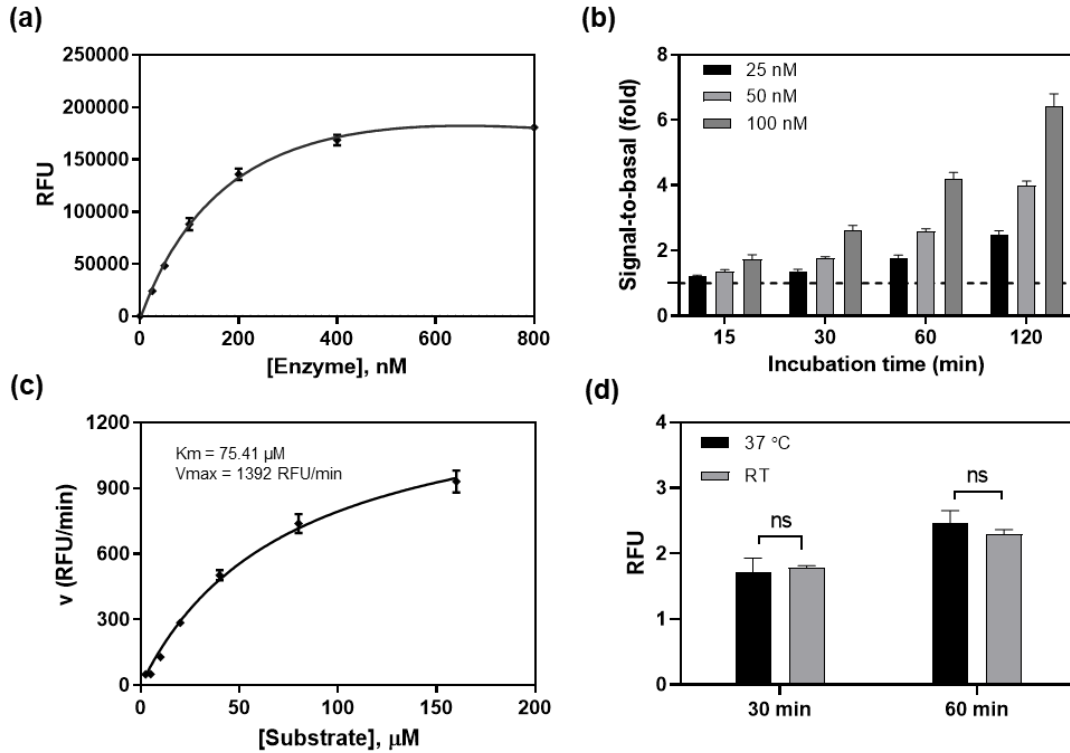 (a)
250000
200000
150000
100000
50000
0
RFU
0
200
400
600
800
[Enzyme], nM
(b)
8
6
4
2
0
Signal-to-basal (fold)
25 nM
50 nM
100 nM
15
30
60
120
Incubation time (min)
(c)
1200
900
600
300
0
v (RFU/min)
Km = 75.41 µM
Vmax = 1392 RFU/min
0
50
100
150
200
[Substrate], µM
(d)
4
3
2
1
0
RFU
37 °C
RT
ns
ns
30 min
60 min